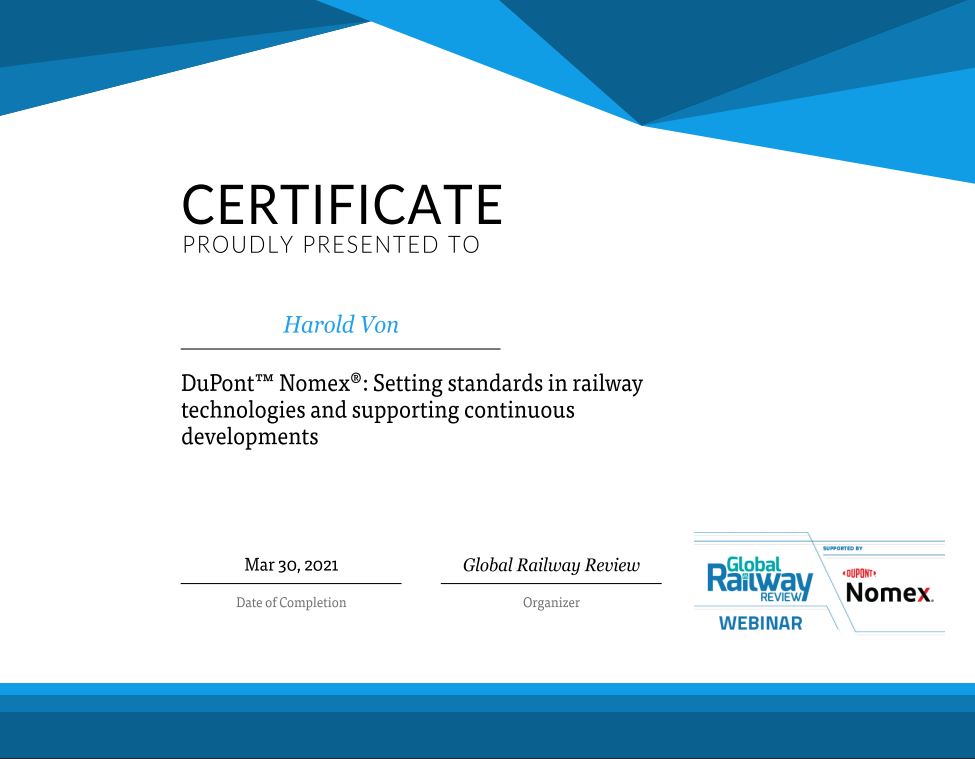 CERTIFICATE
PROUDLY PRESENTED TO
Harold Von
DuPont™ Nomex®: Setting standards in railway
technologies and supporting continuous
developments
Mar 30, 2021
Date of Completion
Global Railway Review
Organizer
Global
Railway
REVIEW
WEBINAR
SUPPORTED BY
DUPONT
Nomex.